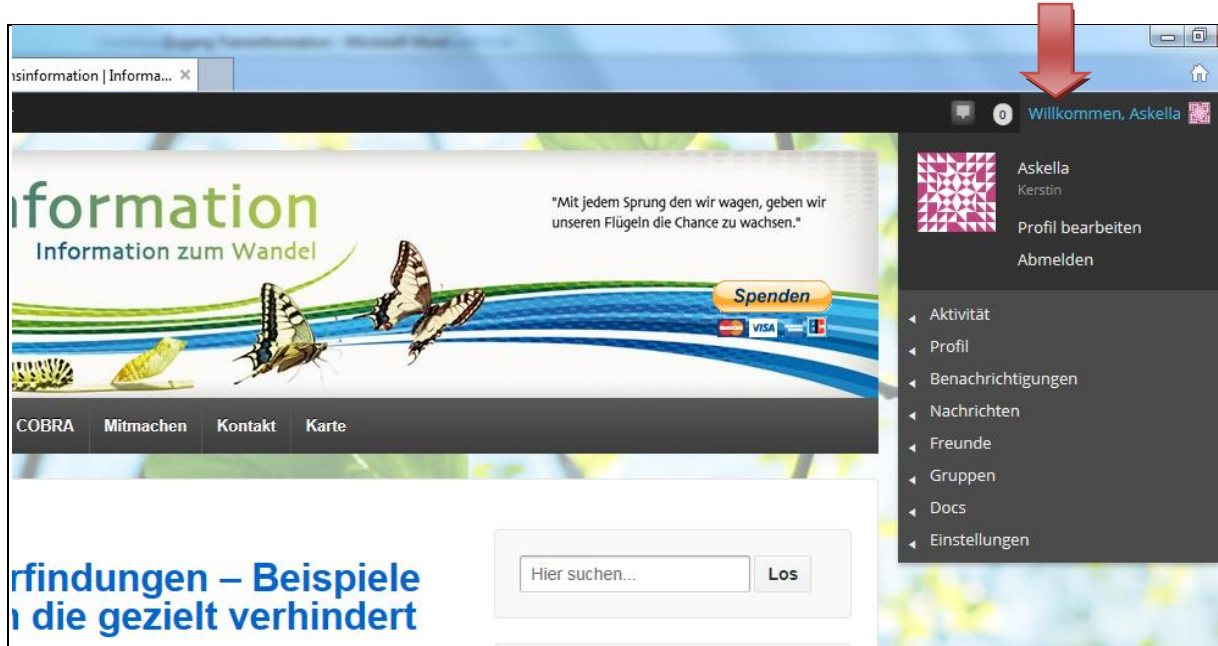 nsinformation | Informa... ×
0 Willkommen, Askella
nformation
Information zum Wandel
"Mit jedem Sprung den wir wagen, geben wir
unseren Flügeln die Chance zu wachsen."
Spenden
VISA
Askella
Kerstin
Profil bearbeiten
Abmelden
Aktivität
Profil
Benachrichtigungen
Nachrichten
Freunde
Gruppen
Docs
Einstellungen
COBRA Mitmachen Kontakt Karte
Hier suchen... Los
rfindungen – Beispiele
n die gezielt verhindert